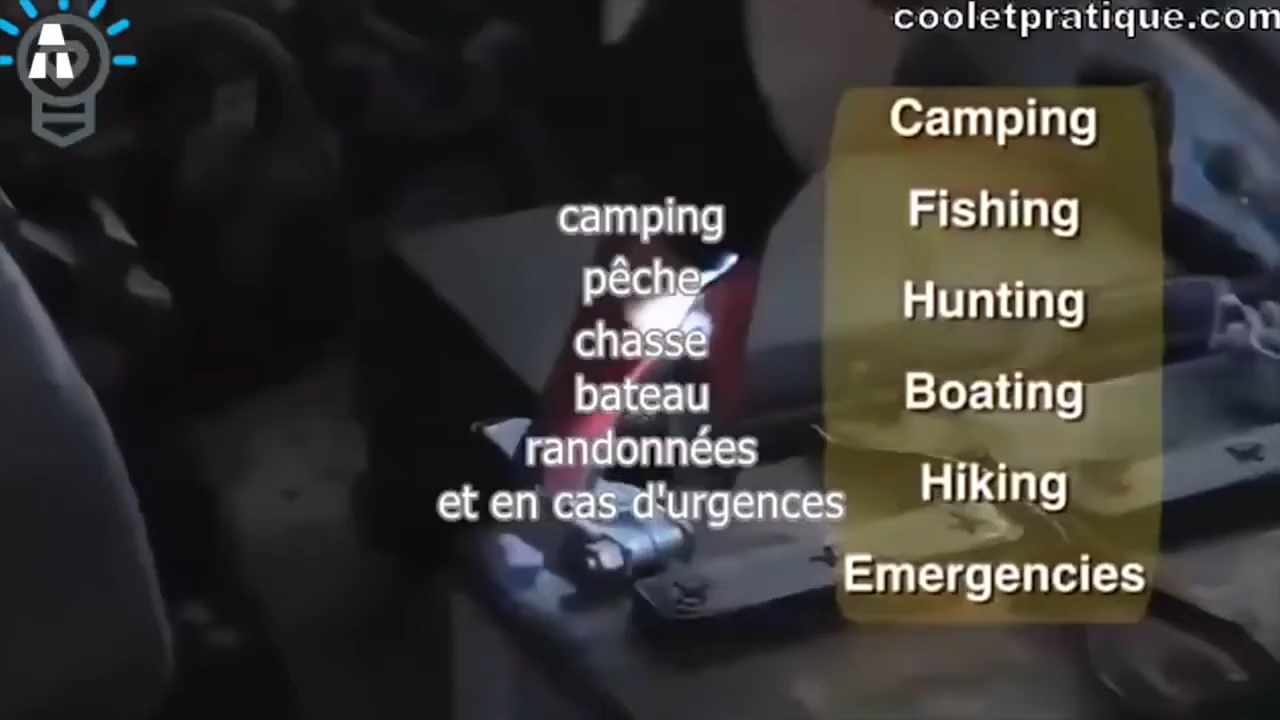 cooletpratique.com
camping
pêche
chasse
bateau
randonnées
et en cas d'urgences
Camping
Fishing
Hunting
Boating
Hiking
Emergencies